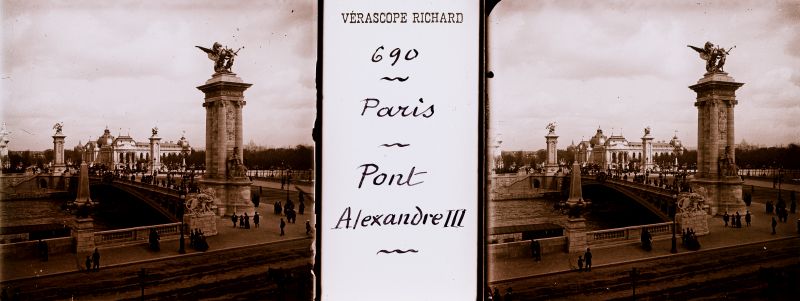 VÉRASCOPE RICHARD
690
Paris
Pont
Alexandre III